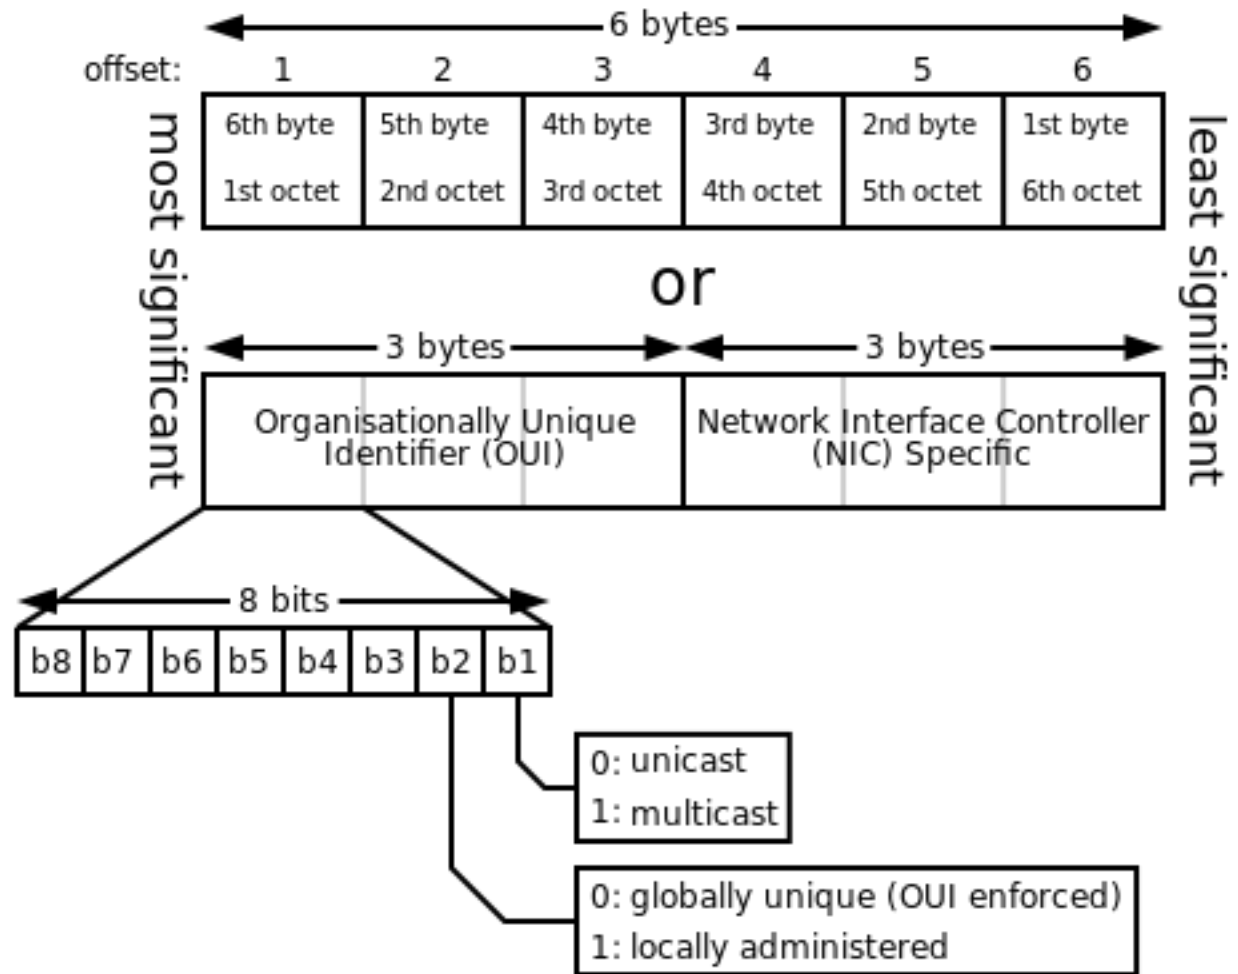 6 bytes
offset: 1 2 3 4 5 6
most significant
6th byte 5th byte 4th byte 3rd byte 2nd byte 1st byte
1st octet 2nd octet 3rd octet 4th octet 5th octet 6th octet
least significant
or
3 bytes 3 bytes
Organisationally Unique
Identifier (OUI)
Network Interface Controller
(NIC) Specific
8 bits
b8 b7 b6 b5 b4 b3 b2 b1
0: unicast
1: multicast
0: globally unique (OUI enforced)
1: locally administered